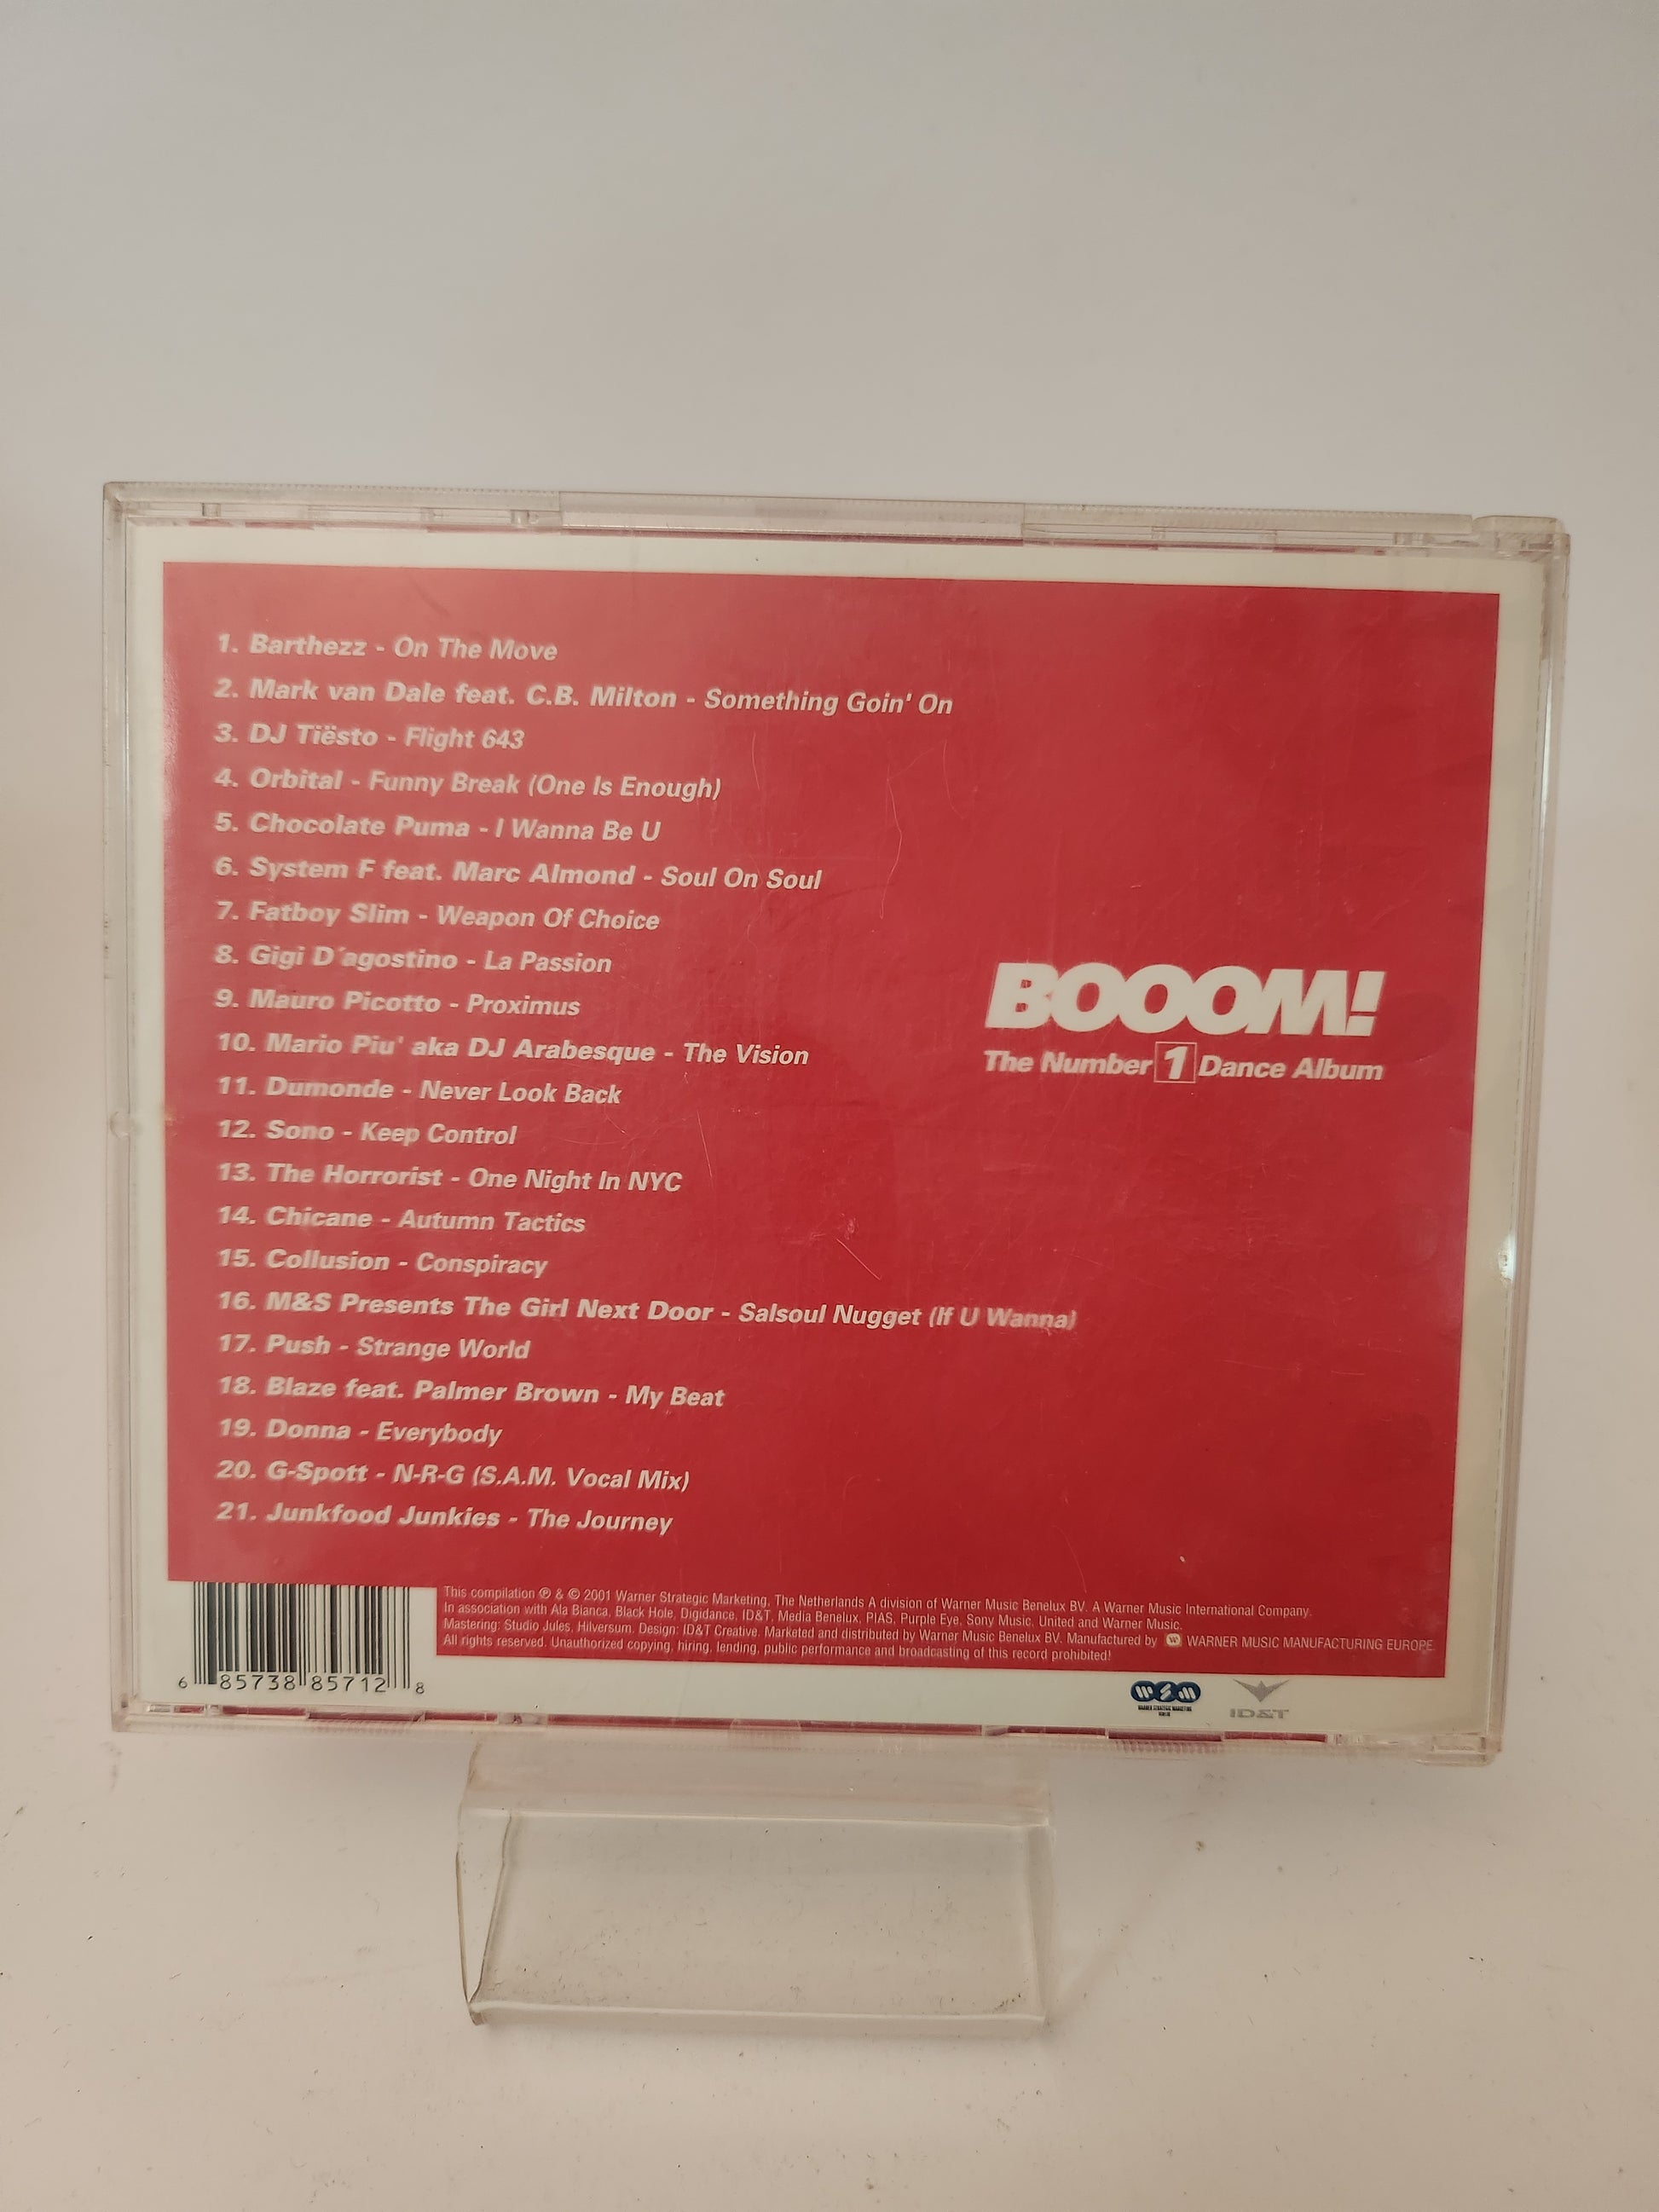 1. Barthezz - On The Move
2. Mark van Dale feat. C.B. Milton - Something Goin' On
3. DJ Tiësto - Flight 643
4. Orbital - Funny Break (One Is Enough)
5. Chocolate Puma - I Wanna Be U
6. System F feat. Marc Almond - Soul On Soul
7. Fatboy Slim - Weapon Of Choice
8. Gigi D´agostino - La Passion
9. Mauro Picotto - Proximus
10. Mario Piu' aka DJ Arabesque - The Vision
11. Dumonde - Never Look Back
12. Sono - Keep Control
13. The Horrorist - One Night In NYC
14. Chicane - Autumn Tactics
15. Collusion - Conspiracy
16. M&S Presents The Girl Next Door - Salsoul Nugget (If U Wanna)
17. Push - Strange World
18. Blaze feat. Palmer Brown - My Beat
19. Donna - Everybody
20. G-Spott - N-R-G (S.A.M. Vocal Mix)
21. Junkfood Junkies - The Journey
BOOOM!
The Number 1 Dance Album
This compilation ℗ & © 2001 Warner Strategic Marketing, The Netherlands A division of Warner Music Benelux BV. A Warner Music International Company.
In association with Ala Bianca, Black Hole, Digidance, ID&T, Media Benelux, PIAS, Purple Eye, Sony Music, United and Warner Music.
Mastering: Studio Jules, Hilversum. Design: ID&T Creative. Marketed and distributed by Warner Music Benelux BV. Manufactured by WARNER MUSIC MANUFACTURING EUROPE.
All rights reserved. Unauthorized copying, hiring, lending, public performance and broadcasting of this record prohibited!
6 85738 85712 8
WSM
WARNER STRATEGIC MARKETING
ID&T